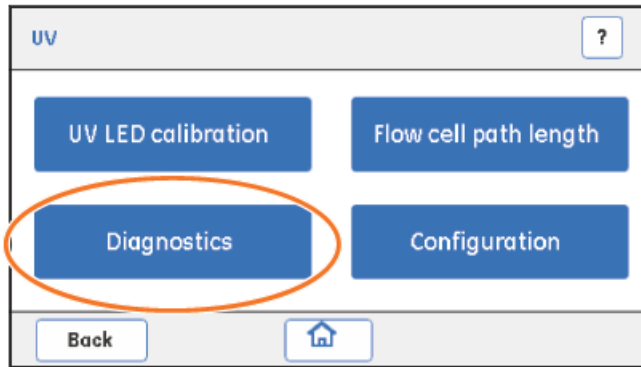 UV ?
UV LED calibration Flow cell path length
Diagnostics Configuration
Back